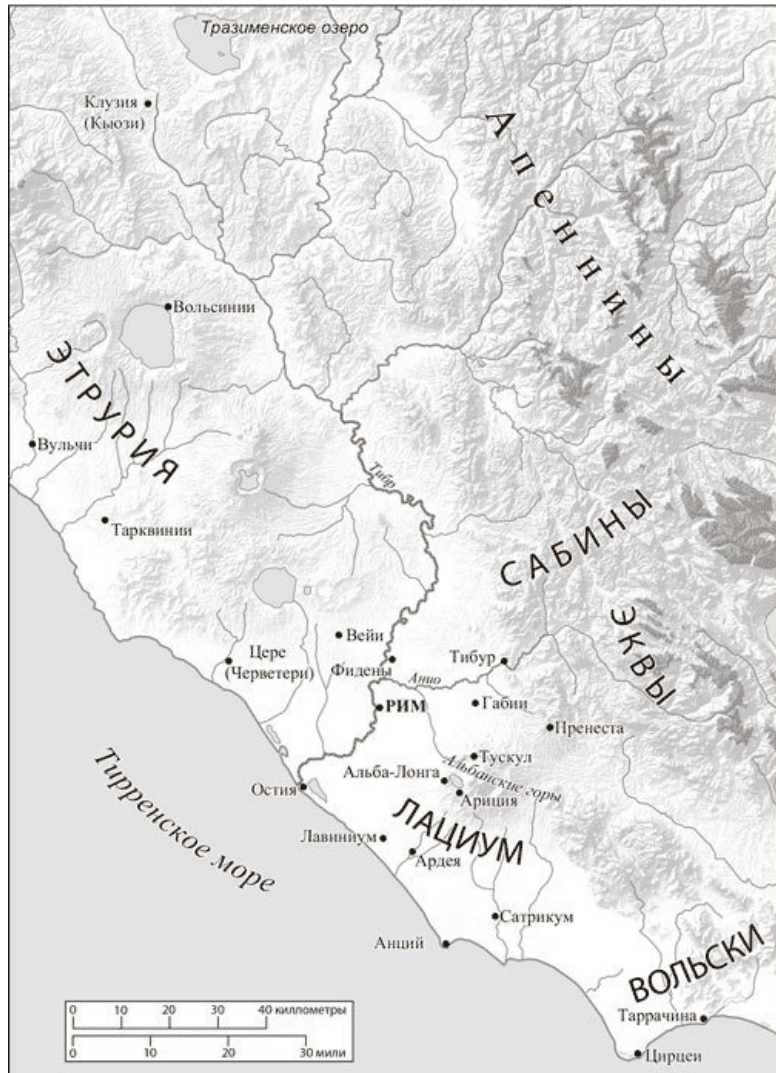 Тразименское озеро
Клузия
(Кьюзи)
Апеннины
Вольсинии
ЭТРУРИЯ
Вульчи
Тибр
Тарквинии
САБИНЫ
ЭКВЫ
Вейи
Цере
(Черветери)
Фидены
Тибур
Анио
РИМ
Габии
Пренеста
Тускул
Альбанские горы
Альба-Лонга
Ариция
Остия
Тирренское море
ЛАЦИУМ
Лавиниум
Ардея
Сатрикум
Анций
ВОЛЬСКИ
Таррачина
Цирцеи
0 10 20 30 40 киллометры
0 10 20 30 мили